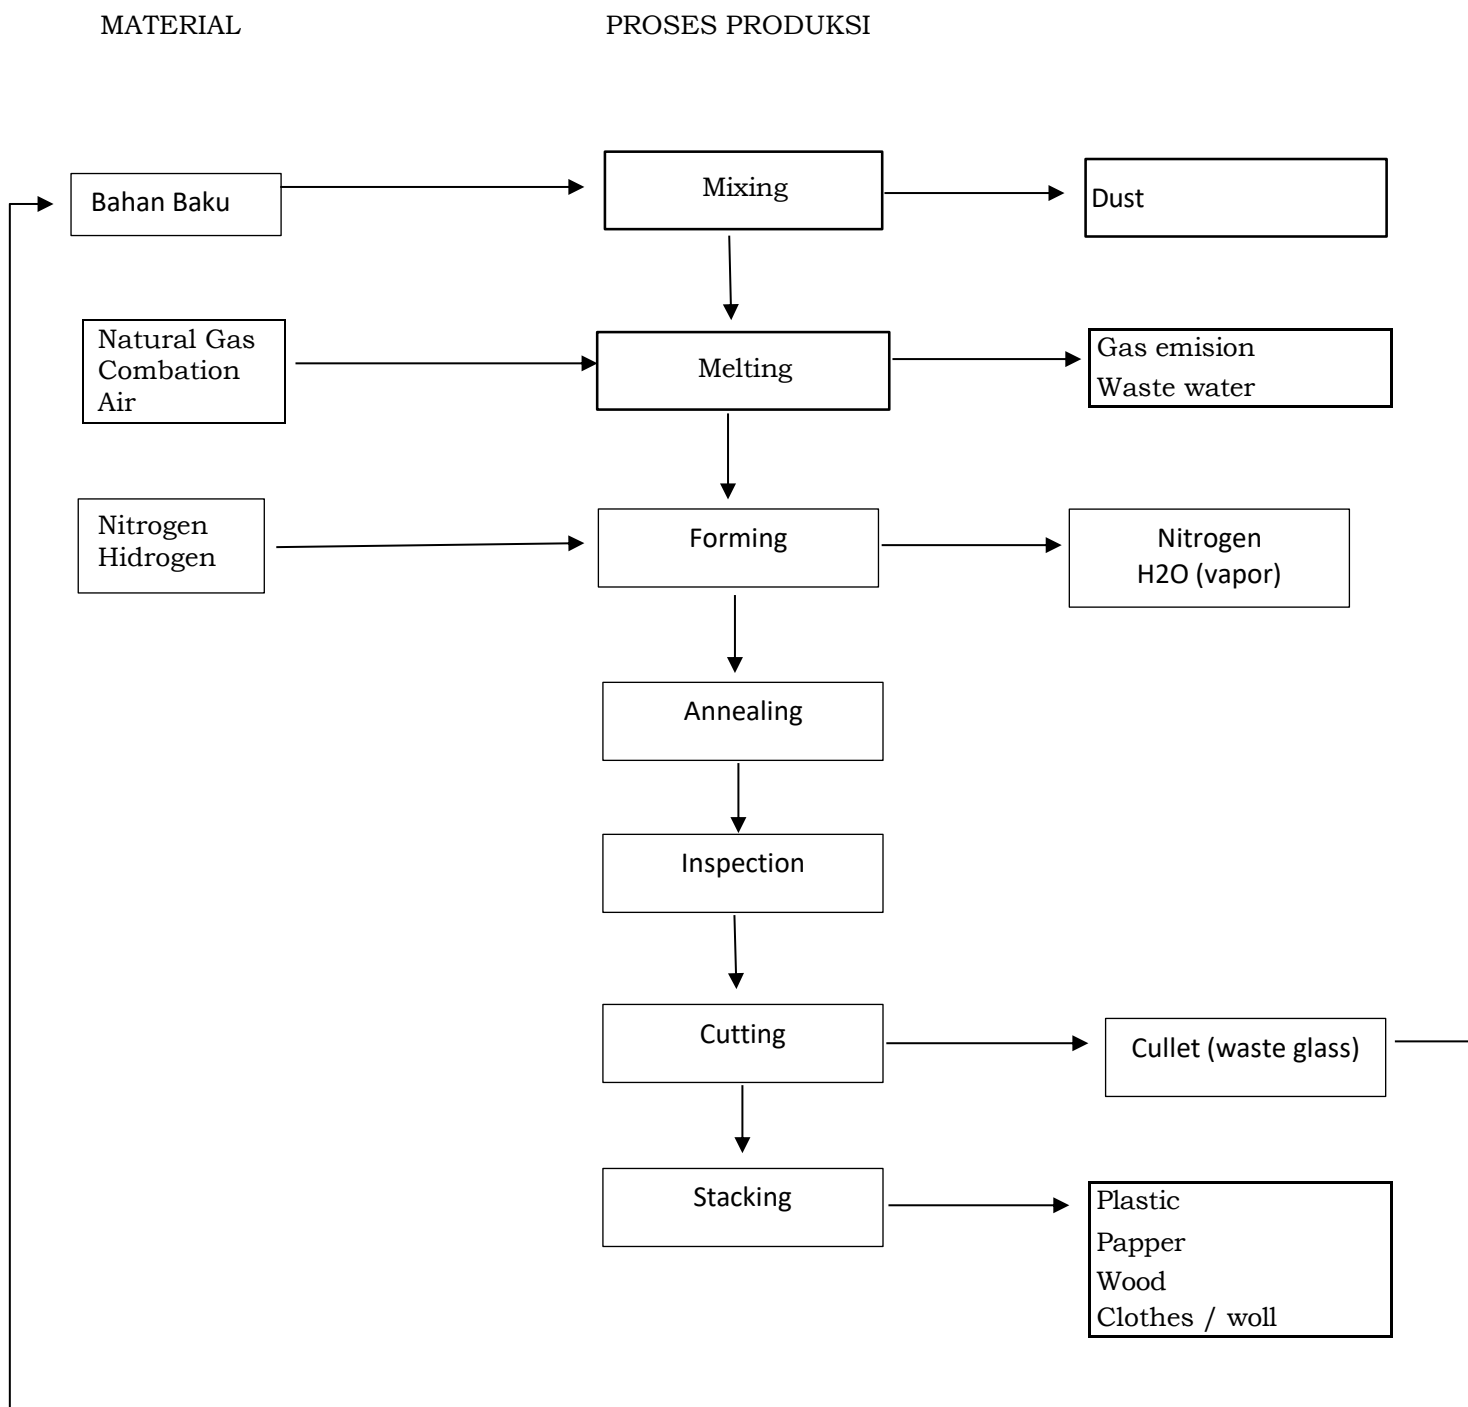 MATERIAL
PROSES PRODUKSI
Bahan Baku
Mixing
Dust
Natural Gas
Combation
Air
Melting
Gas emision
Waste water
Nitrogen
Hidrogen
Forming
Nitrogen
H2O (vapor)
Annealing
Inspection
Cutting
Cullet (waste glass)
Stacking
Plastic
Papper
Wood
Clothes / woll